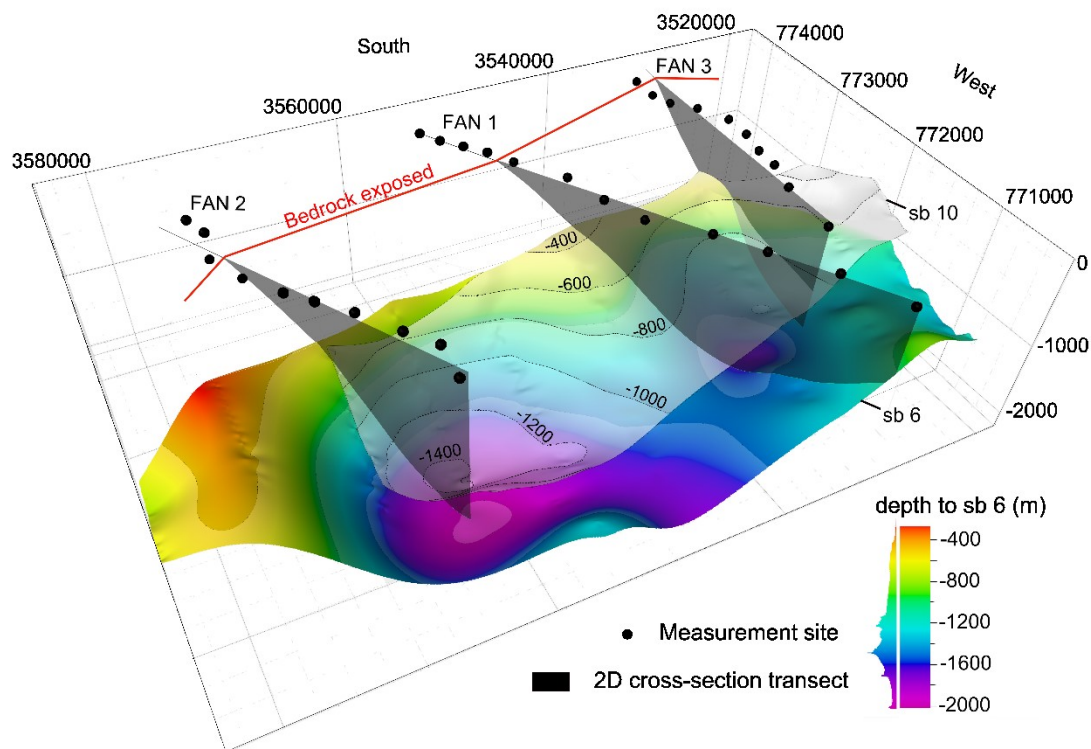 South
West
3580000
3560000
3540000
3520000
774000
773000
772000
771000
0
-1000
-2000
FAN 3
FAN 1
FAN 2
Bedrock exposed
sb 10
sb 6
-400
-600
-800
-1000
-1200
-1400
depth to sb 6 (m)
-400
-800
-1200
-1600
-2000
Measurement site
2D cross-section transect